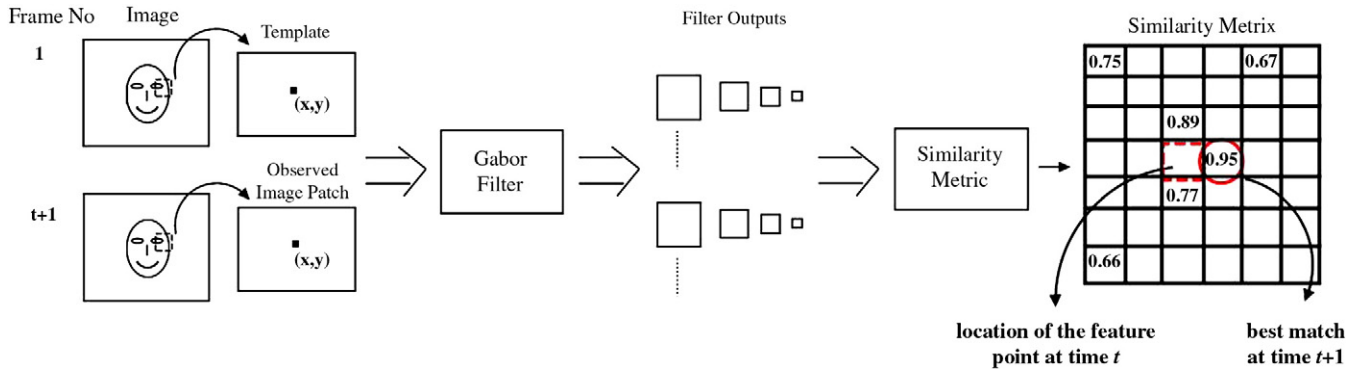 Frame No
Image
1
Template
(x,y)
t+1
Observed
Image Patch
(x,y)
Gabor
Filter
Filter Outputs
Similarity
Metric
Similarity Metrix
0.75
0.67
0.89
0.95
0.77
0.66
location of the feature
point at time t
best match
at time t+1